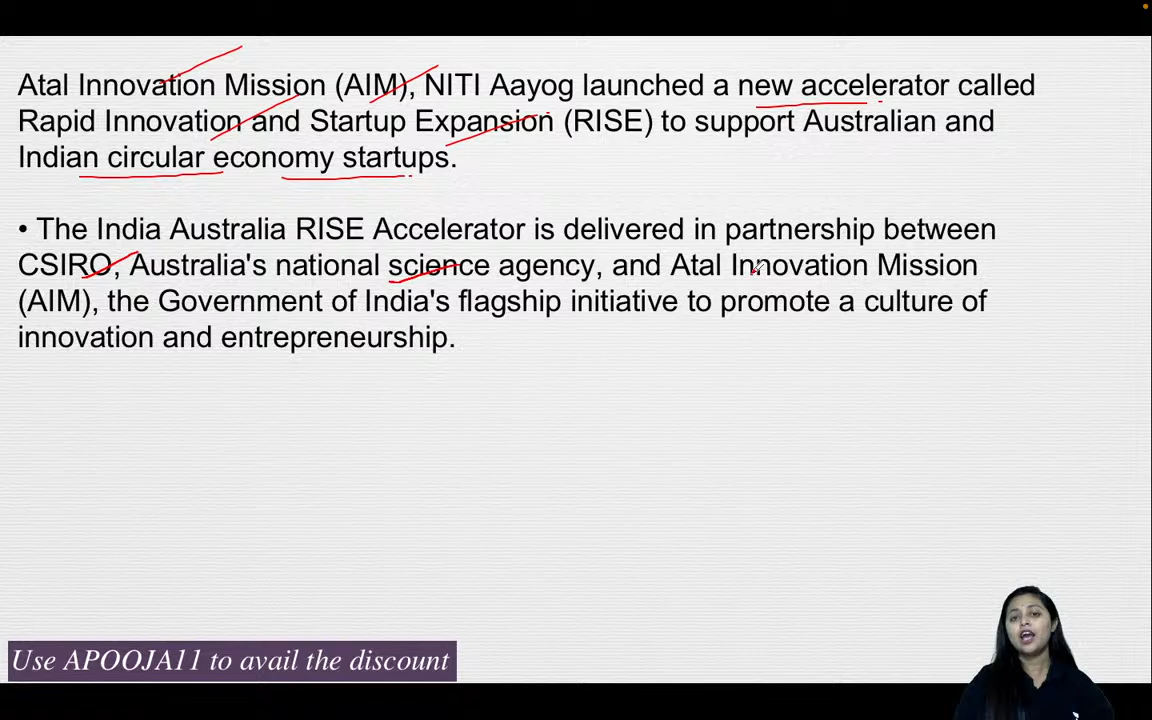 Atal Innovation Mission (AIM), NITI Aayog launched a new accelerator called
Rapid Innovation and Startup Expansion (RISE) to support Australian and
Indian circular economy startups.
• The India Australia RISE Accelerator is delivered in partnership between
CSIRO, Australia's national science agency, and Atal Innovation Mission
(AIM), the Government of India's flagship initiative to promote a culture of
innovation and entrepreneurship.
Use APOOJA11 to avail the discount